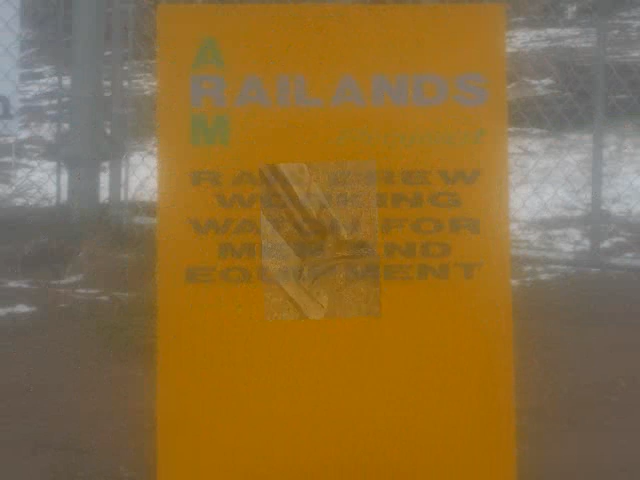 A
RAILANDS
M
RAIL CREW
WORKING
WATCH FOR
MEN AND
EQUIPMENT